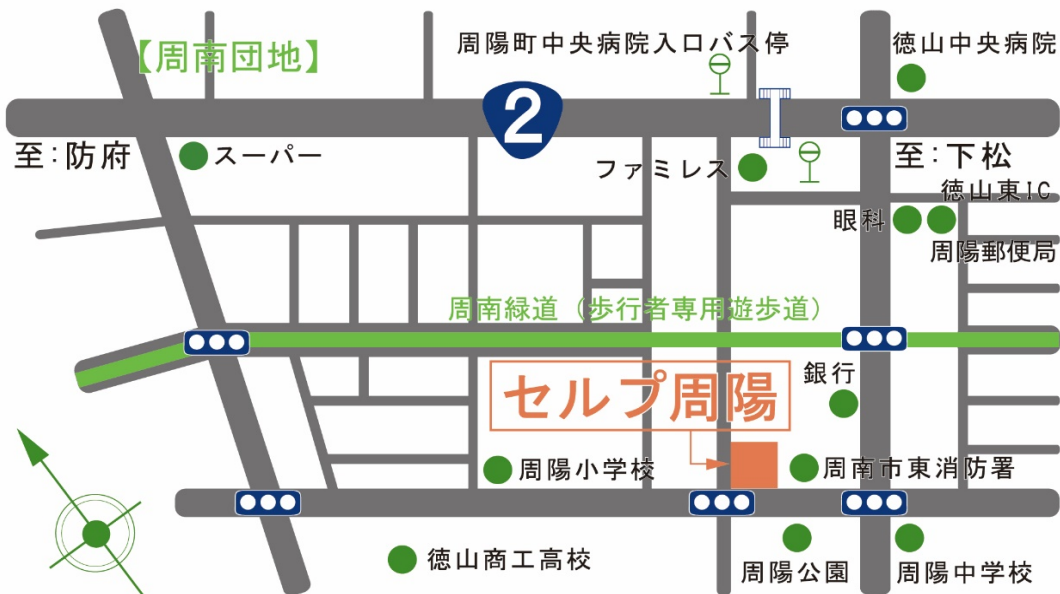 周陽町中央病院入口バス停
徳山中央病院
【周南団地】
2
至：防府
スーパー
ファミレス
至：下松
徳山東IC
眼科
周陽郵便局
周南緑道（歩行者専用遊歩道）
銀行
セルプ周陽
周陽小学校
周南市東消防署
徳山商工高校
周陽公園
周陽中学校